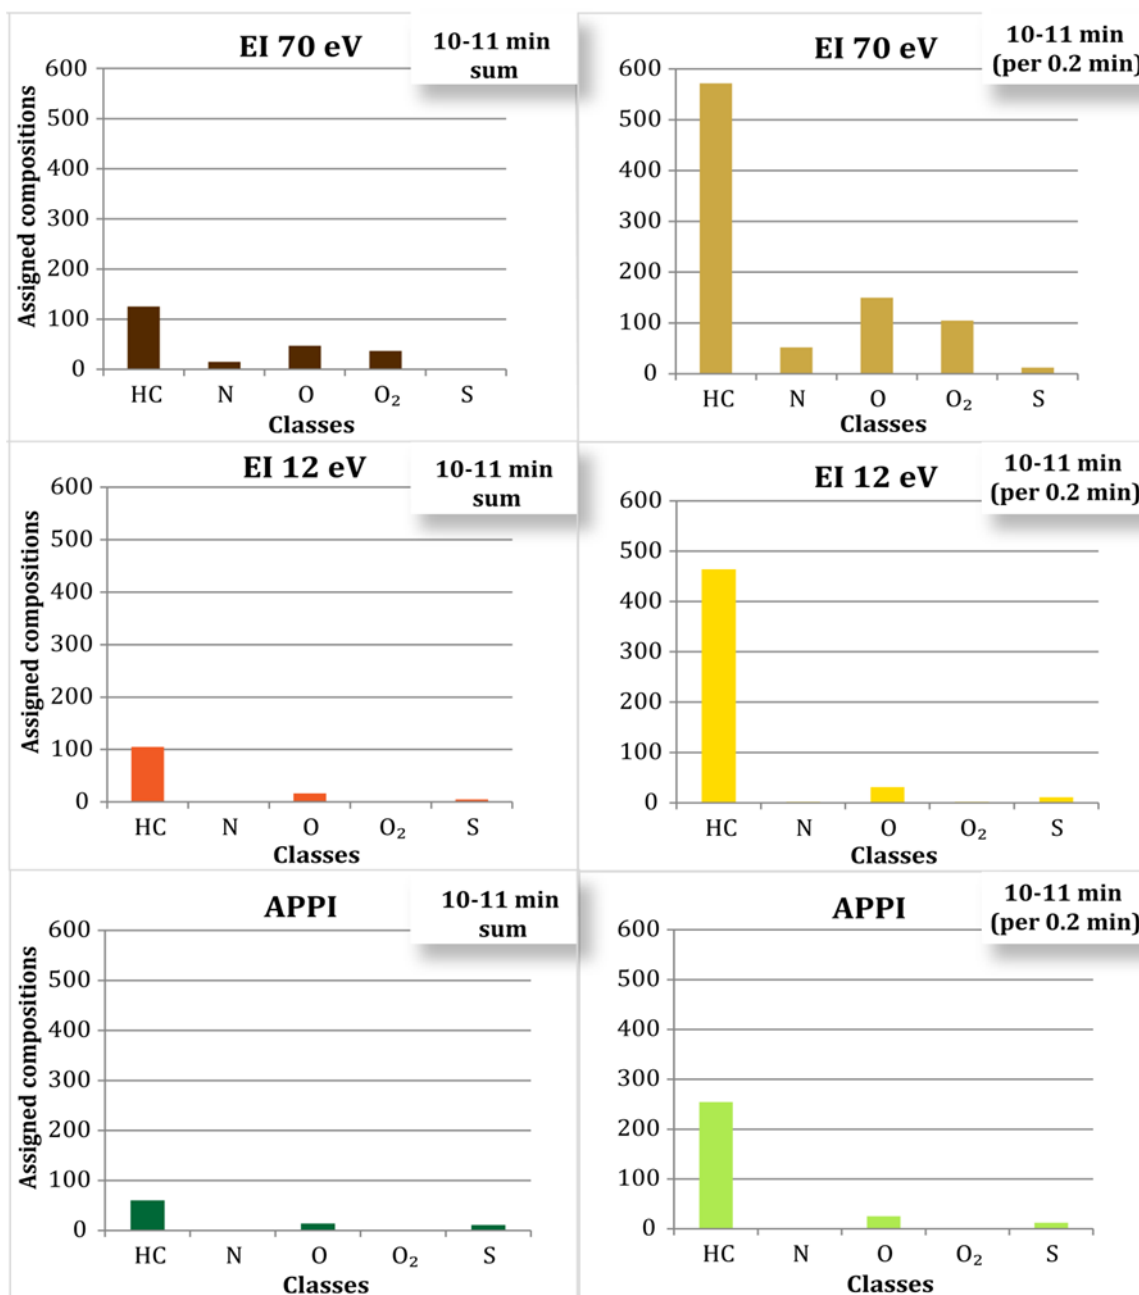 EI 70 eV
10-11 min
sum
Assigned compositions
600
500
400
300
200
100
0
HC N O O₂ S
Classes
EI 70 eV
10-11 min
(per 0.2 min)
600
500
400
300
200
100
0
HC N O O₂ S
Classes
EI 12 eV
10-11 min
sum
Assigned compositions
600
500
400
300
200
100
0
HC N O O₂ S
Classes
EI 12 eV
10-11 min
(per 0.2 min)
600
500
400
300
200
100
0
HC N O O₂ S
Classes
APPI
10-11 min
sum
Assigned compositions
600
500
400
300
200
100
0
HC N O O₂ S
Classes
APPI
10-11 min
(per 0.2 min)
600
500
400
300
200
100
0
HC N O O₂ S
Classes